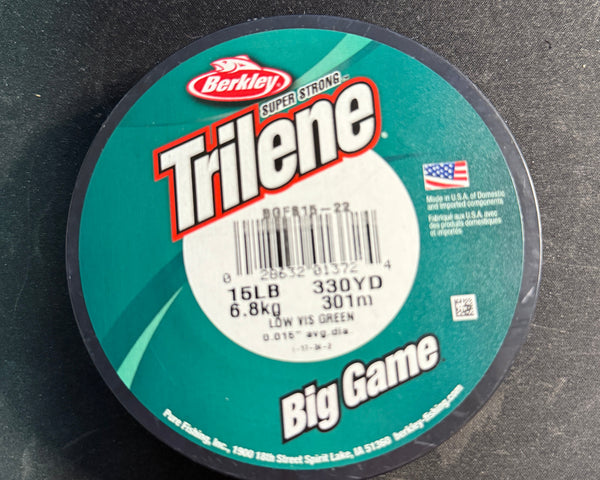 Berkley
SUPER STRONG™
Trilene®
BGFS15-22
0 28632 01372 4
15LB 330YD
6.8kg 301m
LOW VIS GREEN
0.015" avg.dia.
Made in U.S.A. of Domestic
and imported components
Fabriqué aux U.S.A. avec
des produits domestiques
et importés
Big Game
Pure Fishing, Inc., 1900 18th Street Spirit Lake, IA 51360 berkley-fishing.com